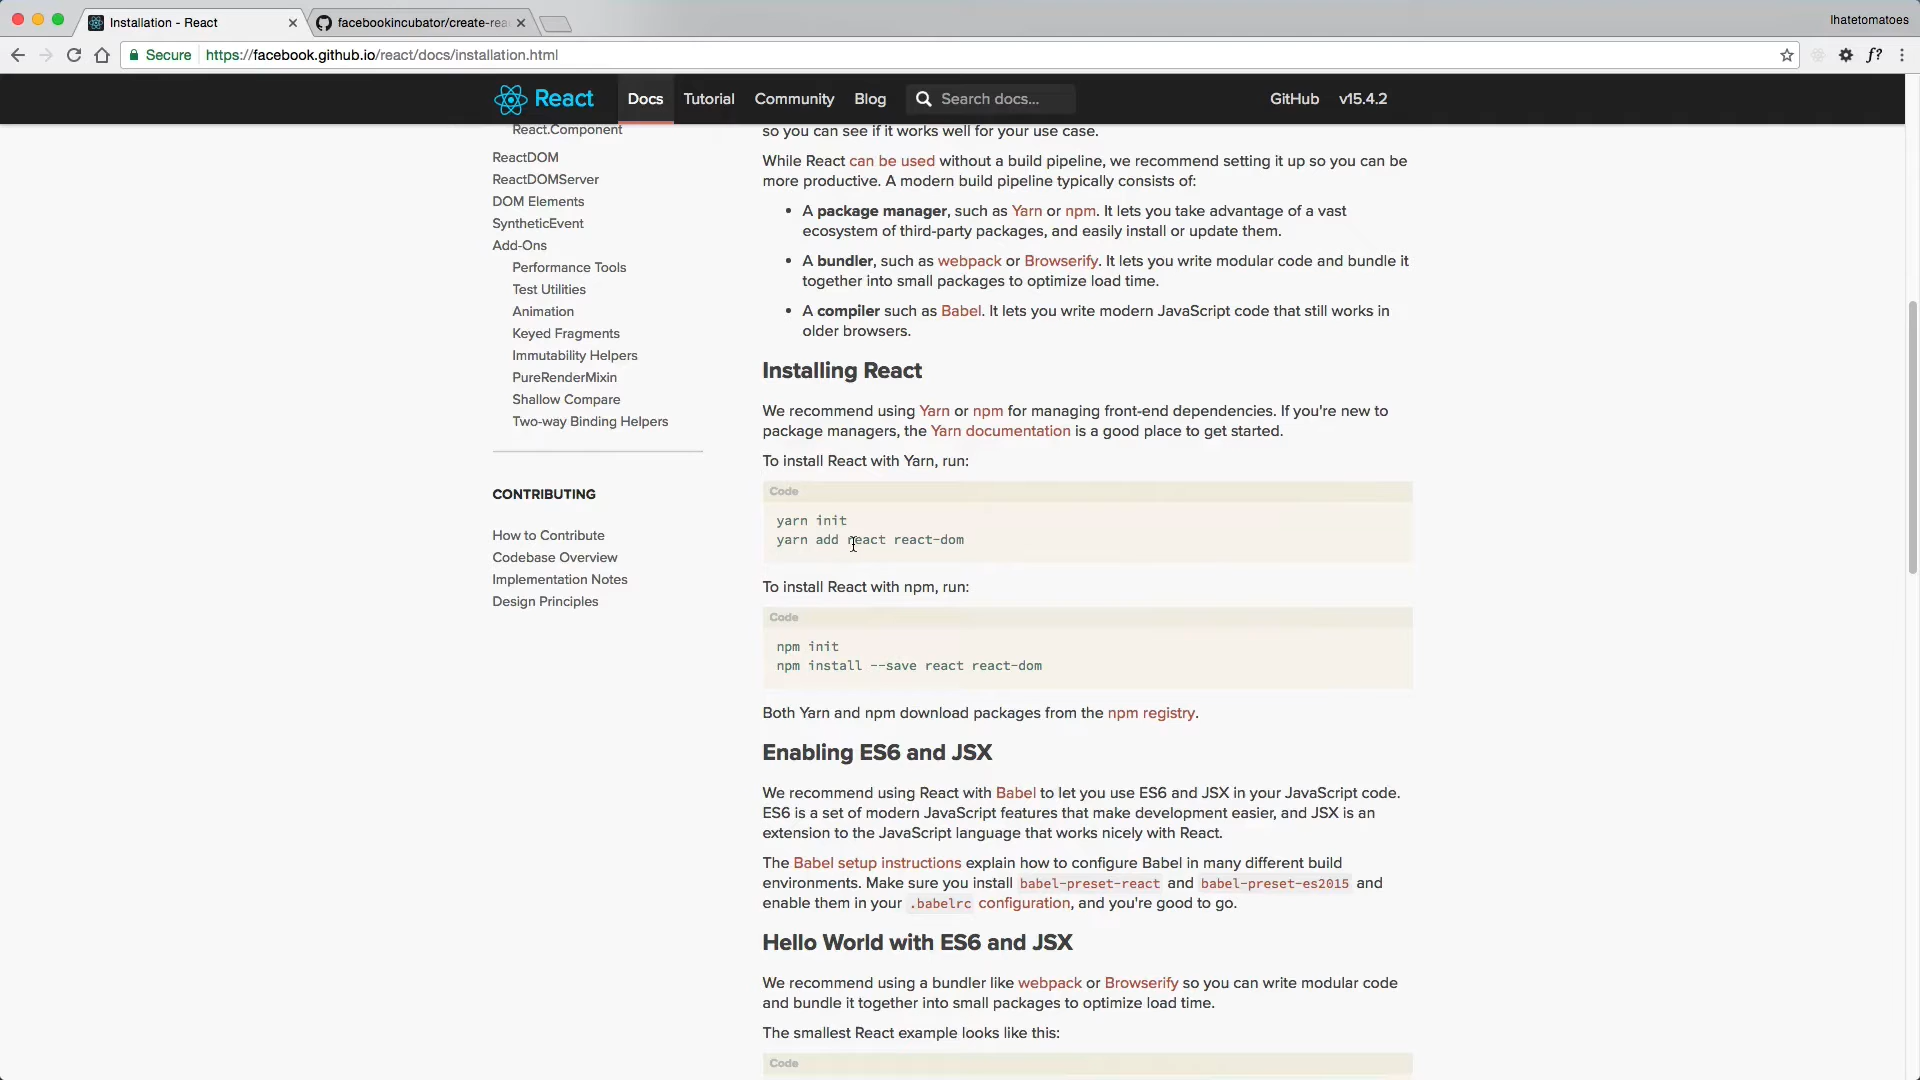 Installation - React
facebookincubator/create-rea
lhatetomatoes
Secure
https://facebook.github.io/react/docs/installation.html
f?
React
Docs
Tutorial
Community
Blog
Search docs...
GitHub
v15.4.2
React.Component
ReactDOM
ReactDOMServer
DOM Elements
SyntheticEvent
Add-Ons
Performance Tools
Test Utilities
Animation
Keyed Fragments
Immutability Helpers
PureRenderMixin
Shallow Compare
Two-way Binding Helpers
CONTRIBUTING
How to Contribute
Codebase Overview
Implementation Notes
Design Principles
so you can see if it works well for your use case.
While React can be used without a build pipeline, we recommend setting it up so you can be
more productive. A modern build pipeline typically consists of:
• A package manager, such as Yarn or npm. It lets you take advantage of a vast
ecosystem of third-party packages, and easily install or update them.
• A bundler, such as webpack or Browserify. It lets you write modular code and bundle it
together into small packages to optimize load time.
• A compiler such as Babel. It lets you write modern JavaScript code that still works in
older browsers.
Installing React
We recommend using Yarn or npm for managing front-end dependencies. If you're new to
package managers, the Yarn documentation is a good place to get started.
To install React with Yarn, run:
Code
yarn init
yarn add react react-dom
To install React with npm, run:
Code
npm init
npm install --save react react-dom
Both Yarn and npm download packages from the npm registry.
Enabling ES6 and JSX
We recommend using React with Babel to let you use ES6 and JSX in your JavaScript code.
ES6 is a set of modern JavaScript features that make development easier, and JSX is an
extension to the JavaScript language that works nicely with React.
The Babel setup instructions explain how to configure Babel in many different build
environments. Make sure you install babel-preset-react and babel-preset-es2015 and
enable them in your .babelrc configuration, and you're good to go.
Hello World with ES6 and JSX
We recommend using a bundler like webpack or Browserify so you can write modular code
and bundle it together into small packages to optimize load time.
The smallest React example looks like this:
Code